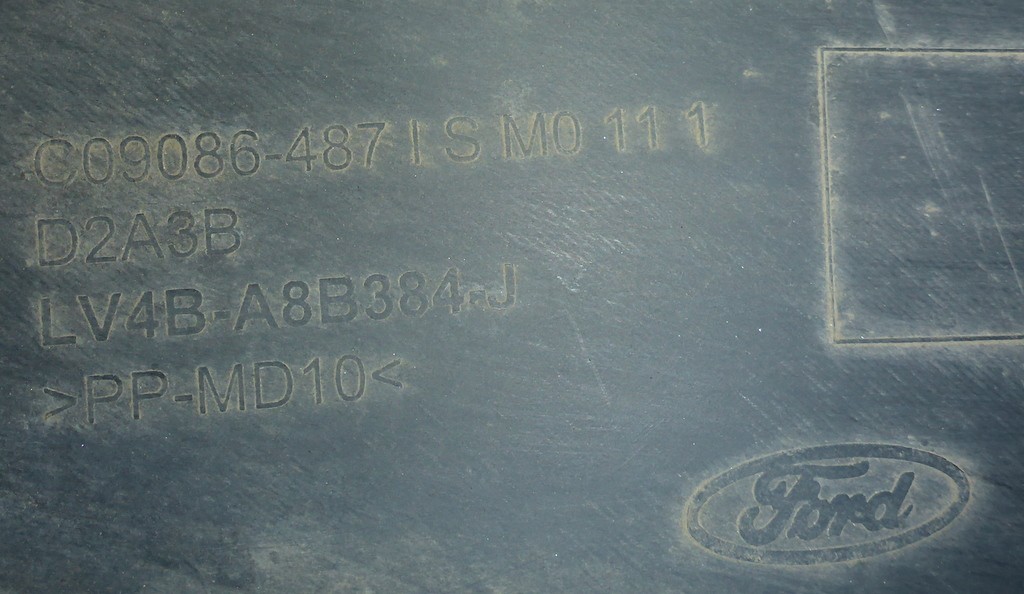 C09086-487 I S M0 11 1
D2A3B
LV4B-A8B384-J
>PP-MD10<
Ford